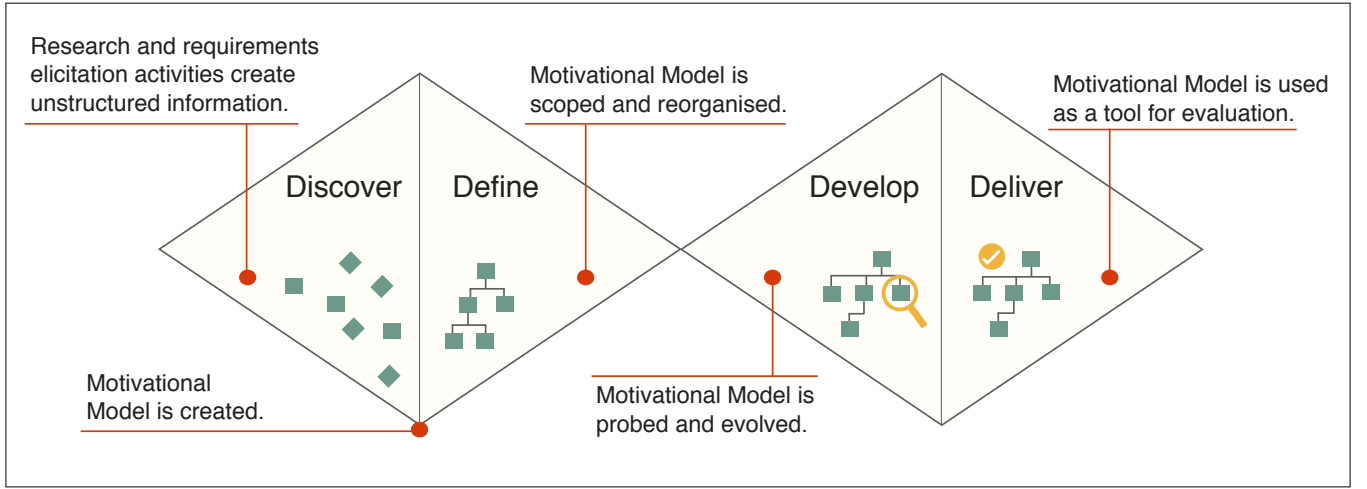 Research and requirements
elicitation activities create
unstructured information.
Motivational Model is
scoped and reorganised.
Motivational Model is used
as a tool for evaluation.
Discover
Define
Develop
Deliver
Motivational
Model is created.
Motivational Model is
probed and evolved.